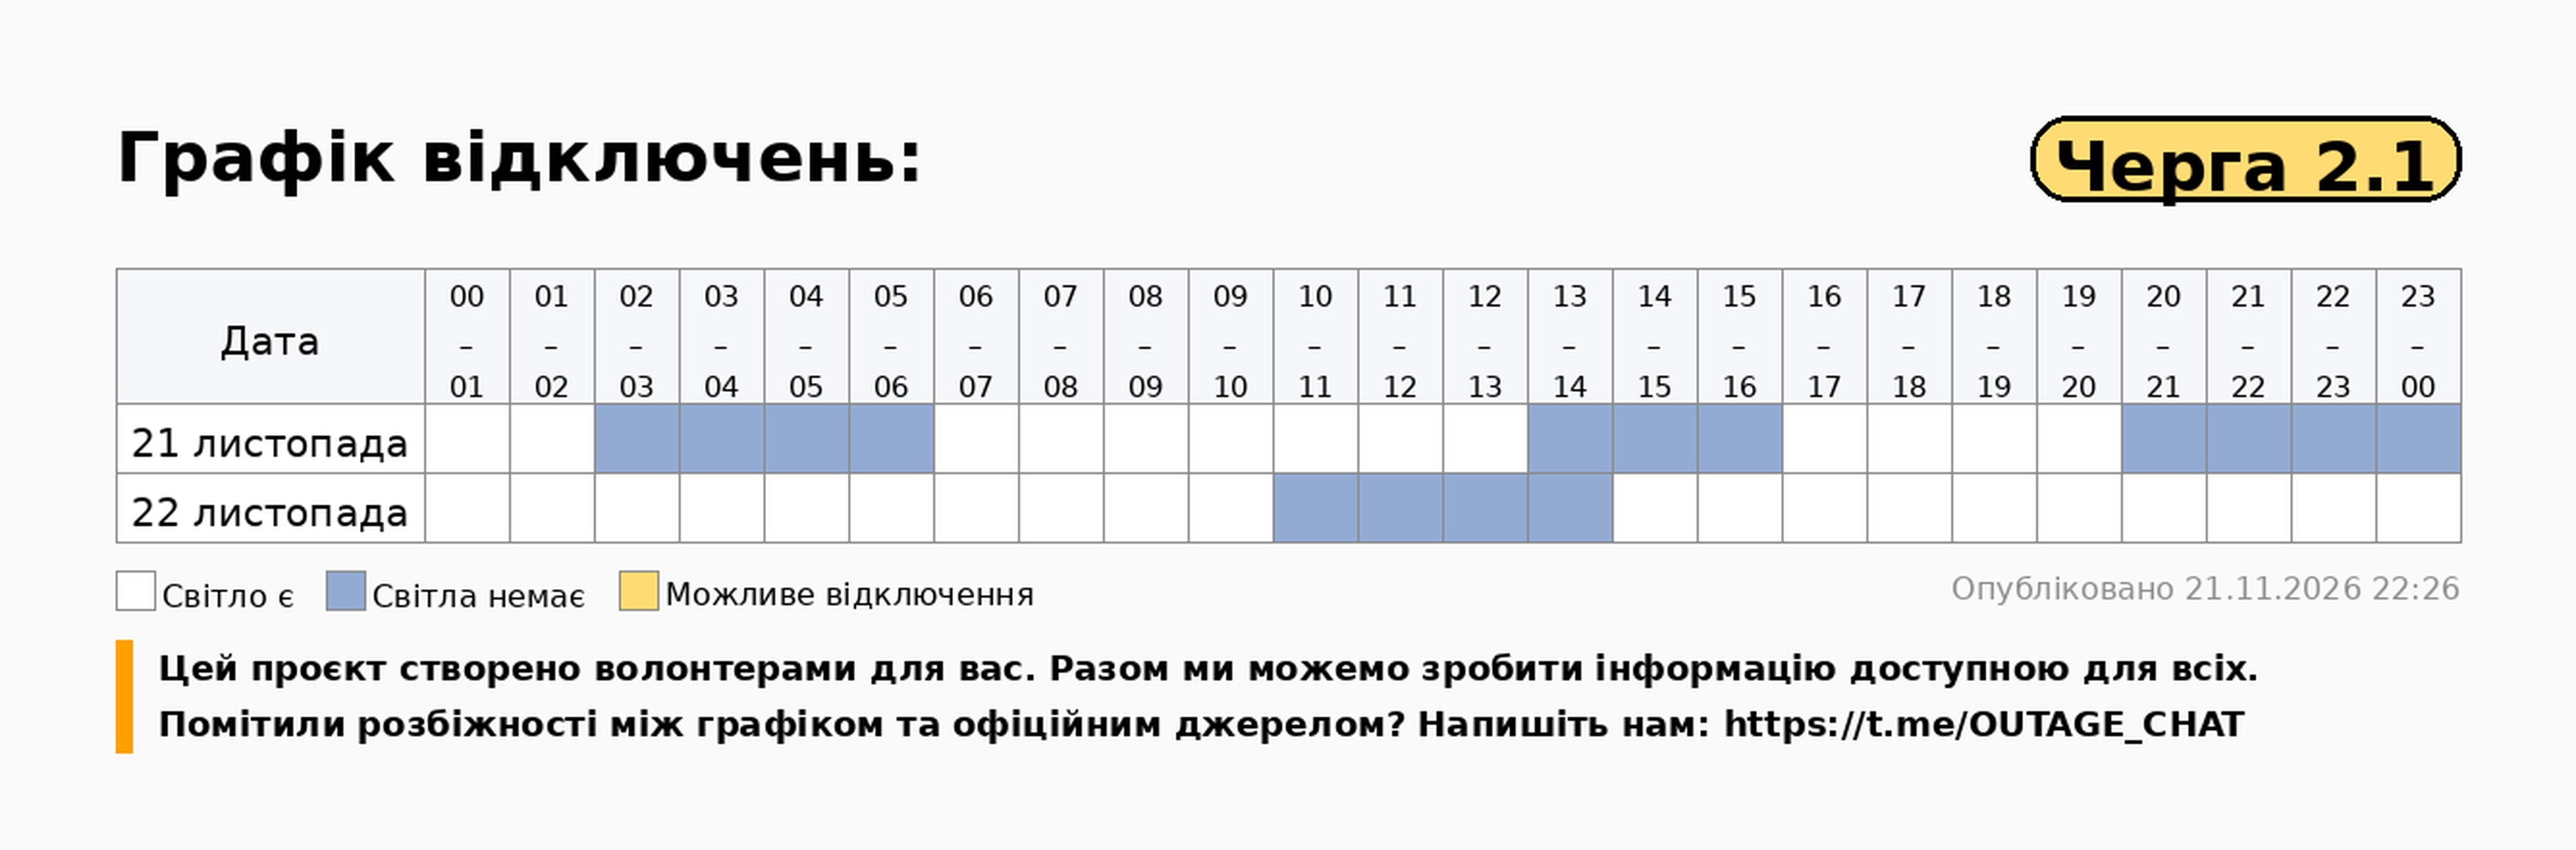 Графік відключень:
Черга 2.1
Дата 00 – 01 01 – 02 02 – 03 03 – 04 04 – 05 05 – 06 06 – 07 07 – 08 08 – 09 09 – 10 10 – 11 11 – 12 12 – 13 13 – 14 14 – 15 15 – 16 16 – 17 17 – 18 18 – 19 19 – 20 20 – 21 21 – 22 22 – 23 23 – 00
21 листопада
22 листопада
Світло є Світла немає Можливе відключення
Опубліковано 21.11.2026 22:26
Цей проєкт створено волонтерами для вас. Разом ми можемо зробити інформацію доступною для всіх.
Помітили розбіжності між графіком та офіційним джерелом? Напишіть нам: https://t.me/OUTAGE_CHAT